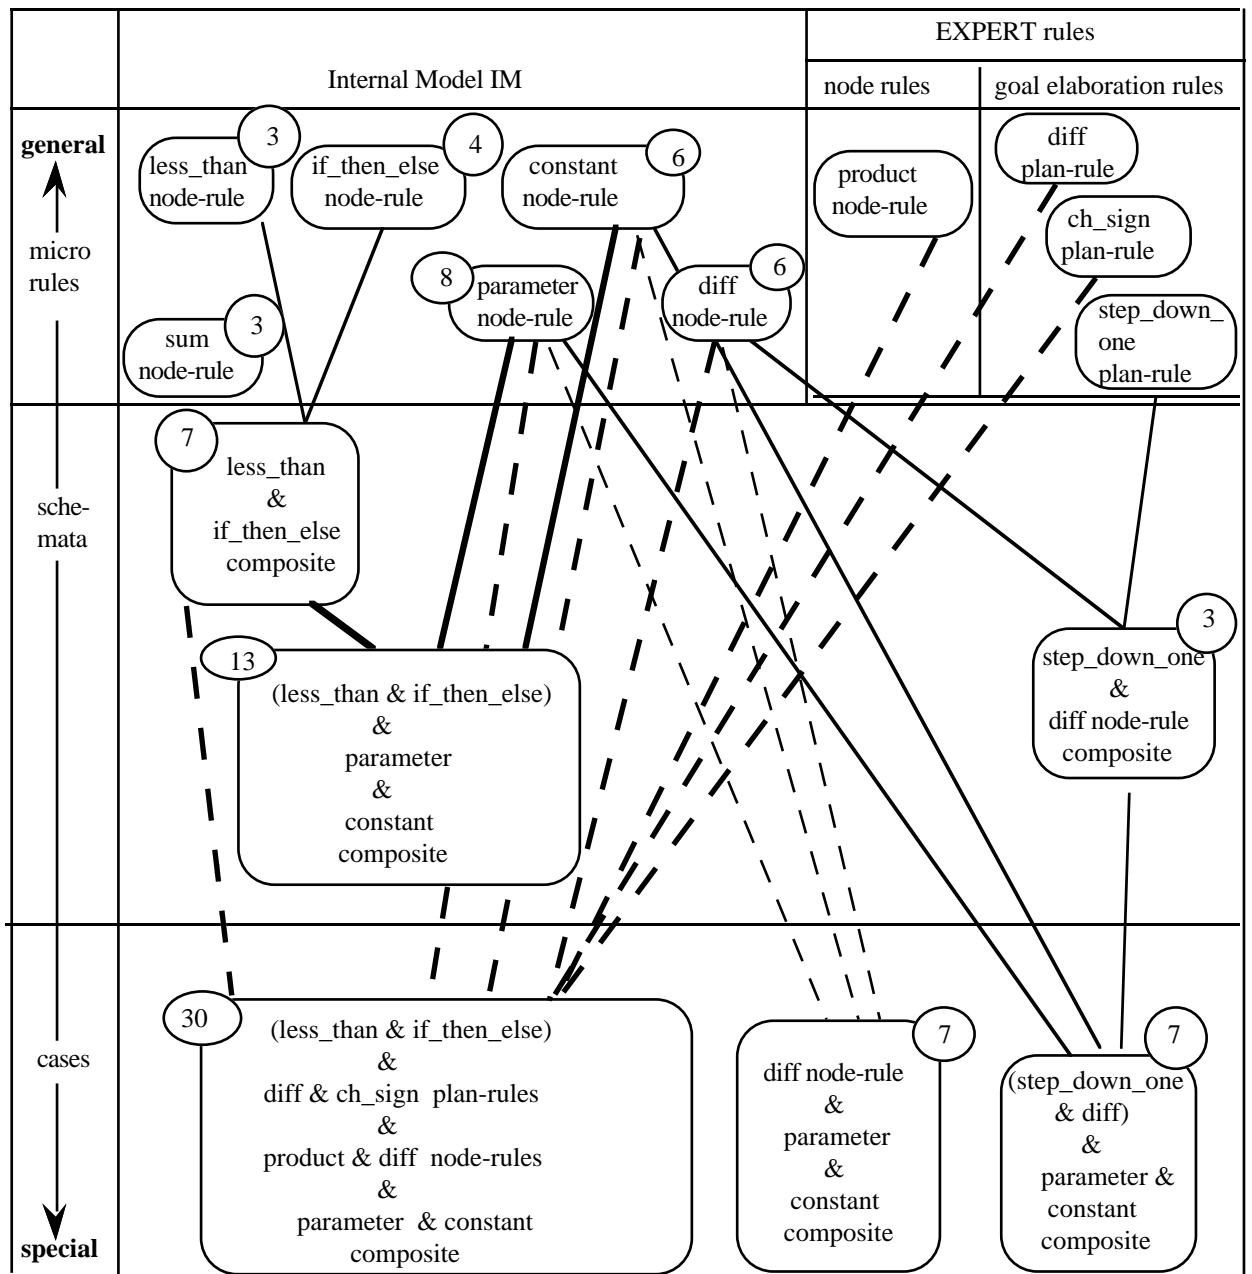 EXPERT rules
Internal Model IM
node rules
goal elaboration rules
general
micro
rules
sche-
mata
cases
special
3
less_than
node-rule
4
if_then_else
node-rule
6
constant
node-rule
product
node-rule
diff
plan-rule
ch_sign
plan-rule
8
parameter
node-rule
6
diff
node-rule
step_down_
one
plan-rule
3
sum
node-rule
7
less_than
&
if_then_else
composite
13
(less_than & if_then_else)
&
parameter
&
constant
composite
3
step_down_one
&
diff node-rule
composite
30
(less_than & if_then_else)
&
diff & ch_sign plan-rules
&
product & diff node-rules
&
parameter & constant
composite
7
diff node-rule
&
parameter
&
constant
composite
7
(step_down_one
& diff)
&
parameter &
constant
composite